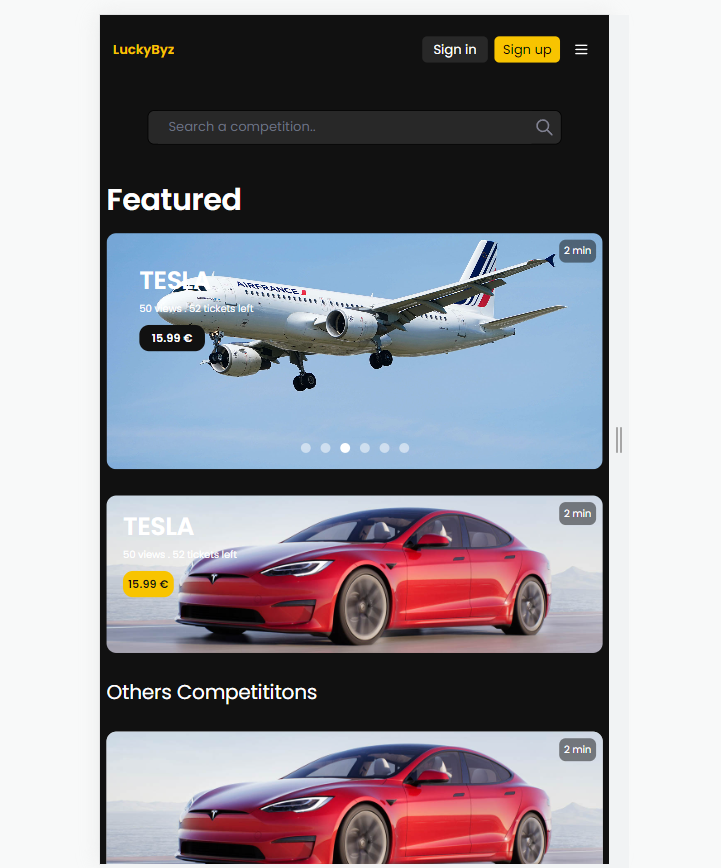 LuckyByz
Sign in
Sign up
Search a competition..
Featured
2 min
TESLA
AIRFRANCE
50 views . 52 tickets left
15.99 €
2 min
TESLA
50 views . 52 tickets left
15.99 €
Others Competititons
2 min